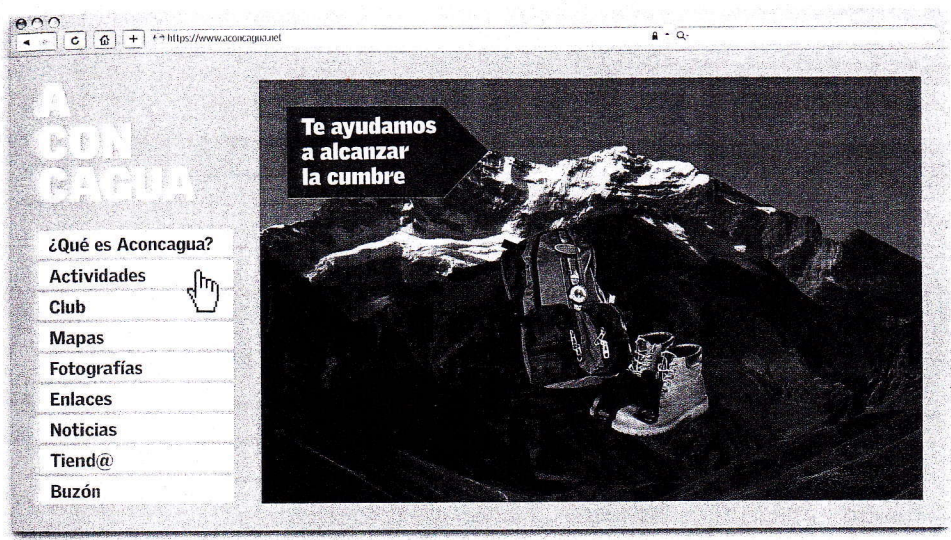 https://www.aconcagua.net
A
CON
CAGUA
Te ayudamos
a alcanzar
la cumbre
¿Qué es Aconcagua?
Actividades
Club
Mapas
Fotografías
Enlaces
Noticias
Tiend@
Buzón